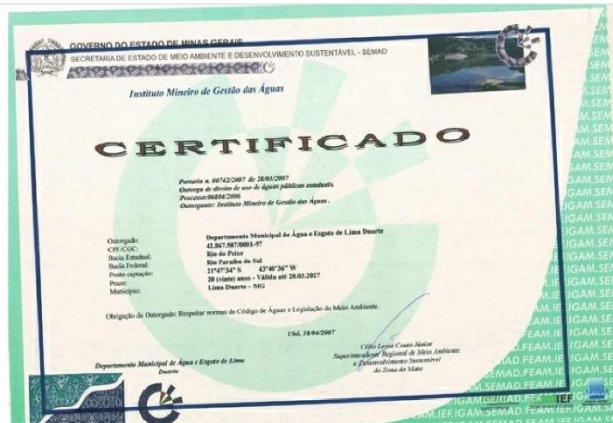 GOVERNO DO ESTADO DE MINAS GERAIS
SECRETARIA DE ESTADO DE MEIO AMBIENTE E DESENVOLVIMENTO SUSTENTÁVEL - SEMAD
Instituto Mineiro de Gestão das Águas
CERTIFICADO
Portaria n. 00742/2007 de 28/03/2007
Outorga de direito de uso de águas públicas estaduais.
Processo:06804/2006
Outorgante: Instituto Mineiro de Gestão das Águas.
Outorgado: Departamento Municipal de Água e Esgoto de Lima Duarte
CPF/CGC: 42.867.507/0001-97
Bacia Estadual: Rio do Peixe
Bacia Federal: Rio Paraíba do Sul
Ponto captação: 21°47'34" S 43°40'36" W
Prazo: 20 (vinte) anos - Válida até 28.03.2027
Município: Lima Duarte - MG
Obrigação do Outorgado: Respeitar normas do Código de Águas e Legislação do Meio Ambiente.
Ubá, 18/04/2007
Célio Lessa Couto Júnior
Superintendente Regional de Meio Ambiente
e Desenvolvimento Sustentável
da Zona da Mata
Departamento Municipal de Água e Esgoto de Lima
Duarte
IEF